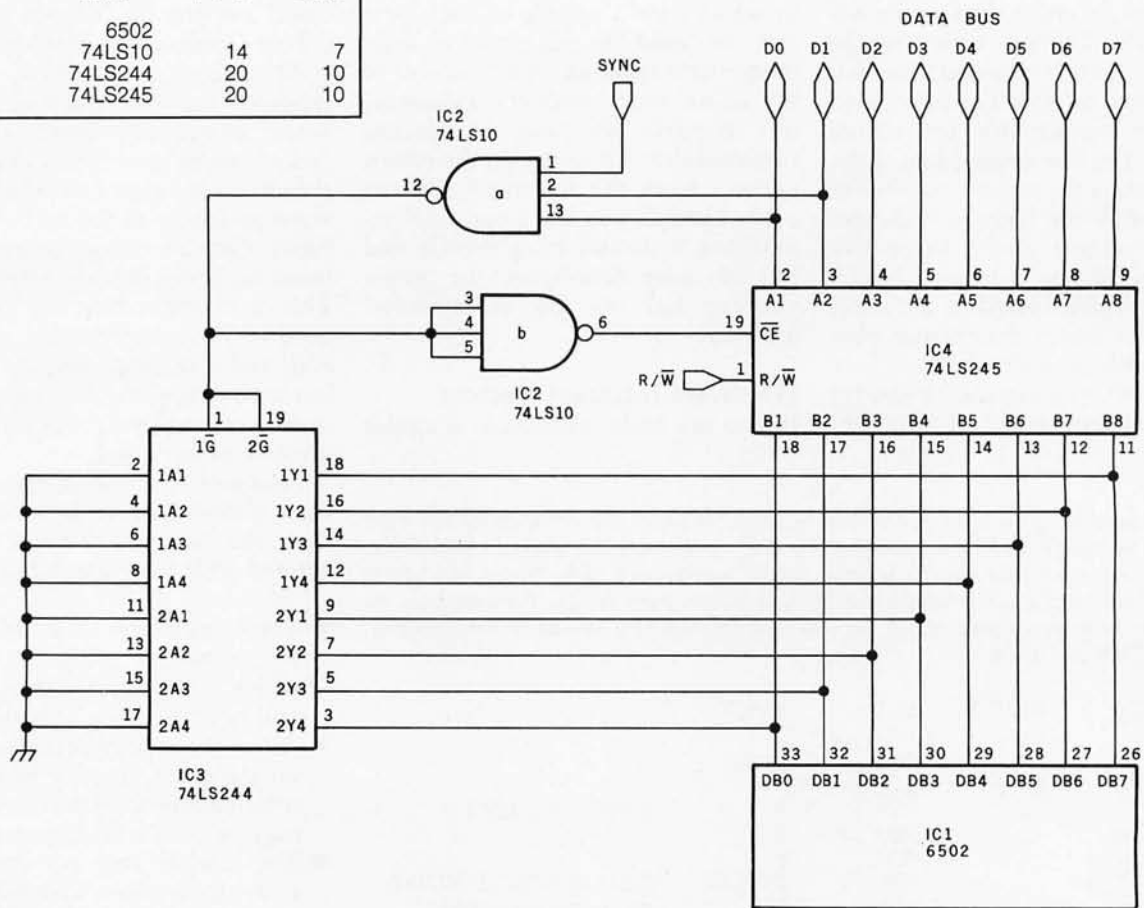 6502
74LS10 14 7
74LS244 20 10
74LS245 20 10
DATA BUS
D0 D1 D2 D3 D4 D5 D6 D7
SYNC
IC2
74LS10
12 a 1
2
13
2 3 4 5 6 7 8 9
A1 A2 A3 A4 A5 A6 A7 A8
3
4 b 6 19 CE
5
IC4
74LS245
IC2
74LS10
R/W 1 R/W
B1 B2 B3 B4 B5 B6 B7 B8
18 17 16 15 14 13 12 11
1 19
1G 2G
2 1A1 1Y1 18
4 1A2 1Y2 16
6 1A3 1Y3 14
8 1A4 1Y4 12
11 2A1 2Y1 9
13 2A2 2Y2 7
15 2A3 2Y3 5
17 2A4 2Y4 3
IC3
74LS244
33 32 31 30 29 28 27 26
DB0 DB1 DB2 DB3 DB4 DB5 DB6 DB7
IC1
6502